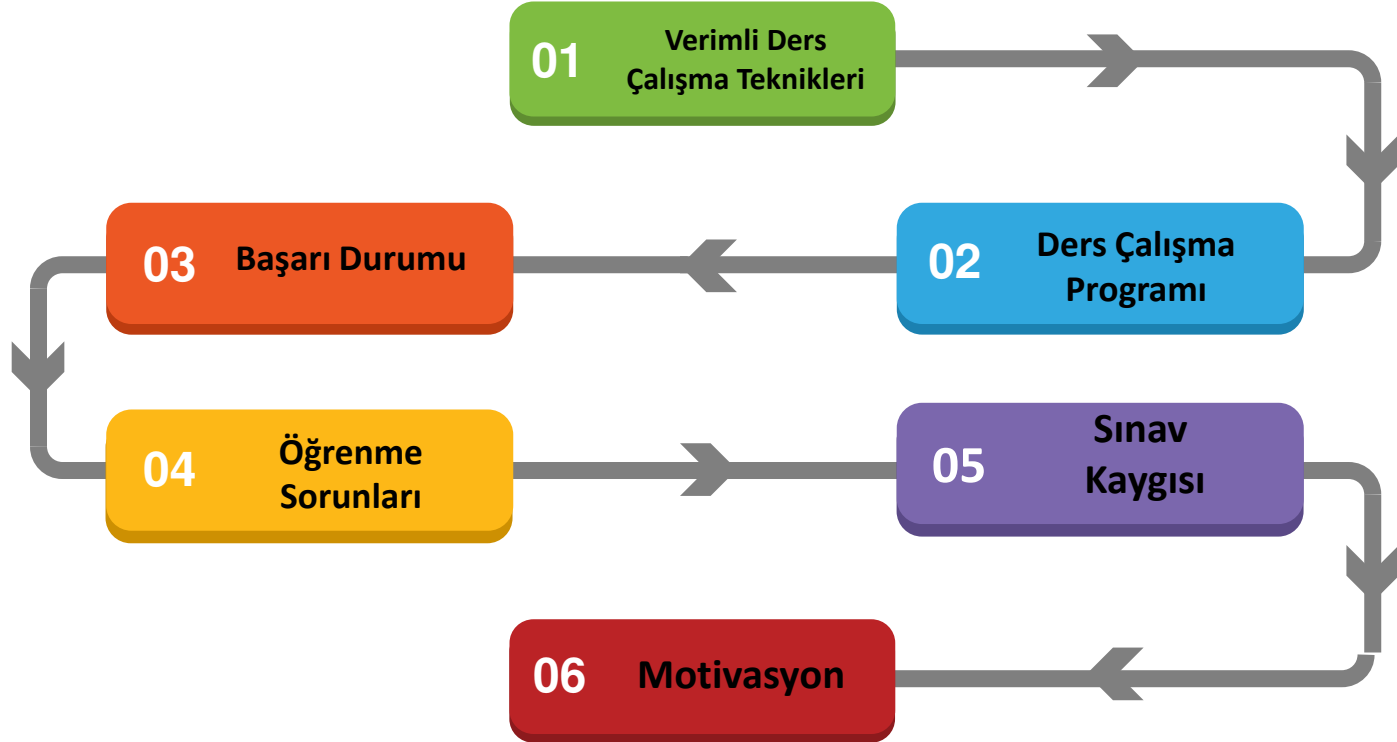 01
Verimli Ders
Çalışma Teknikleri
02
Ders Çalışma
Programı
03
Başarı Durumu
04
Öğrenme
Sorunları
05
Sınav
Kaygısı
06
Motivasyon